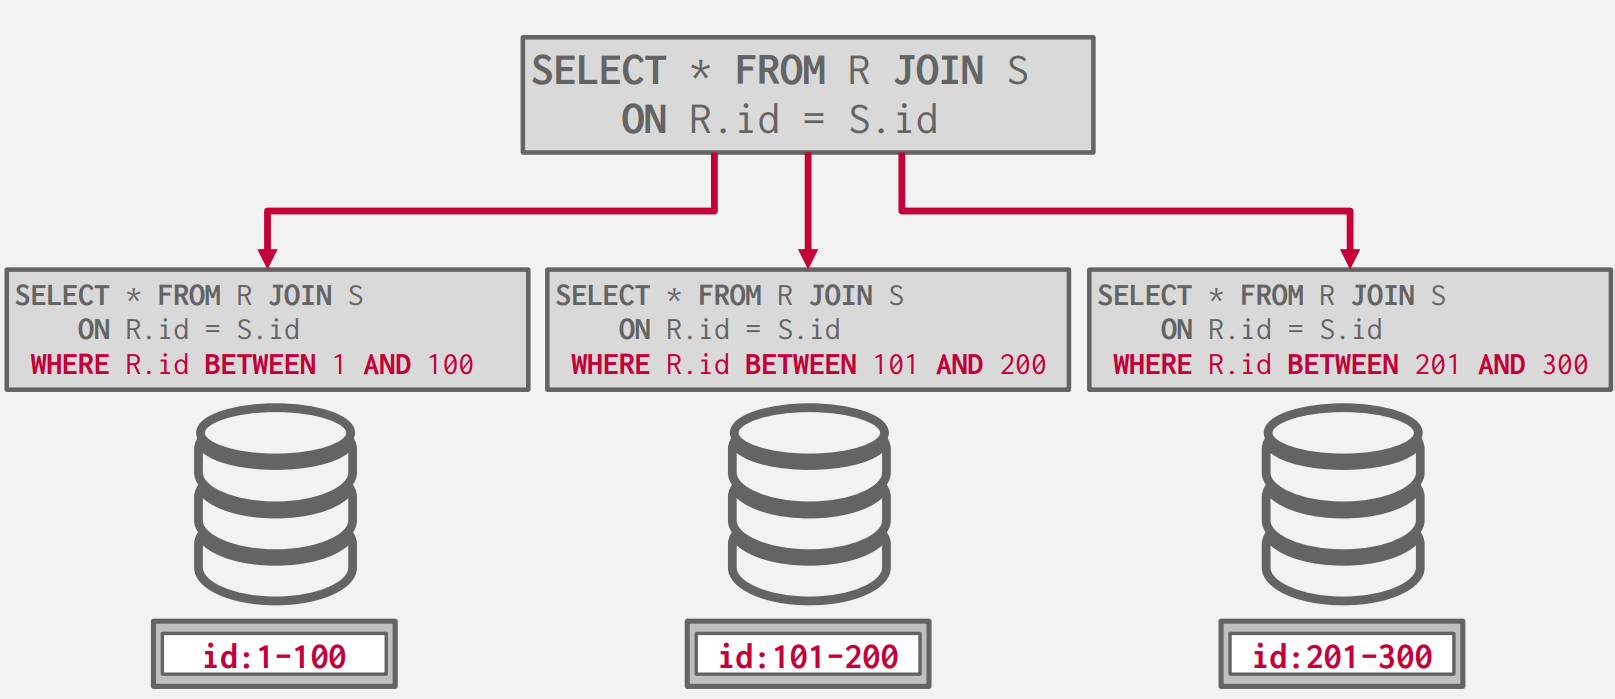 SELECT * FROM R JOIN S
ON R.id = S.id
SELECT * FROM R JOIN S
ON R.id = S.id
WHERE R.id BETWEEN 1 AND 100
SELECT * FROM R JOIN S
ON R.id = S.id
WHERE R.id BETWEEN 101 AND 200
SELECT * FROM R JOIN S
ON R.id = S.id
WHERE R.id BETWEEN 201 AND 300
id:1-100
id:101-200
id:201-300